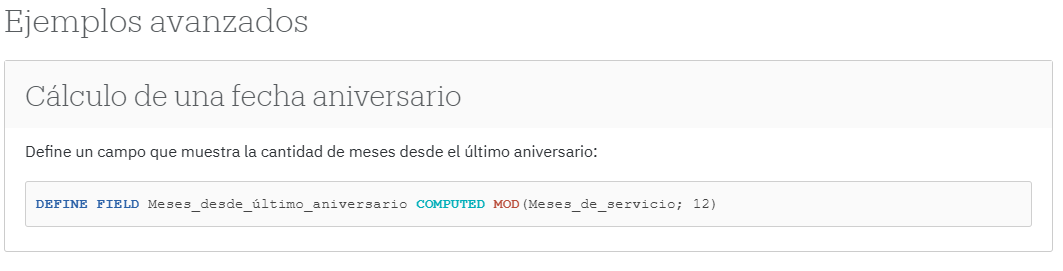 Ejemplos avanzados
Cálculo de una fecha aniversario
Define un campo que muestra la cantidad de meses desde el último aniversario:
DEFINE FIELD Meses_desde_último_aniversario COMPUTED MOD(Meses_de_servicio; 12)